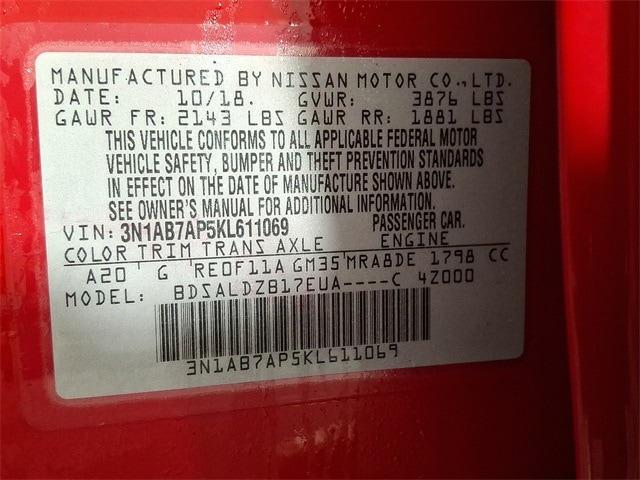 MANUFACTURED BY NISSAN MOTOR CO.,LTD.
DATE: 10/18. GVWR: 3876 LBS
GAWR FR: 2143 LBS GAWR RR: 1881 LBS
THIS VEHICLE CONFORMS TO ALL APPLICABLE FEDERAL MOTOR
VEHICLE SAFETY, BUMPER AND THEFT PREVENTION STANDARDS
IN EFFECT ON THE DATE OF MANUFACTURE SHOWN ABOVE.
SEE OWNER'S MANUAL FOR ADDITIONAL INFORMATION.
VIN: 3N1AB7AP5KL611069 PASSENGER CAR.
COLOR TRIM TRANS AXLE ENGINE
A20 G RE0F11A GM35 MRA8DE 1798 CC
MODEL: BDSALDZB17EUA----C 4Z000
3N1AB7AP5KL611069